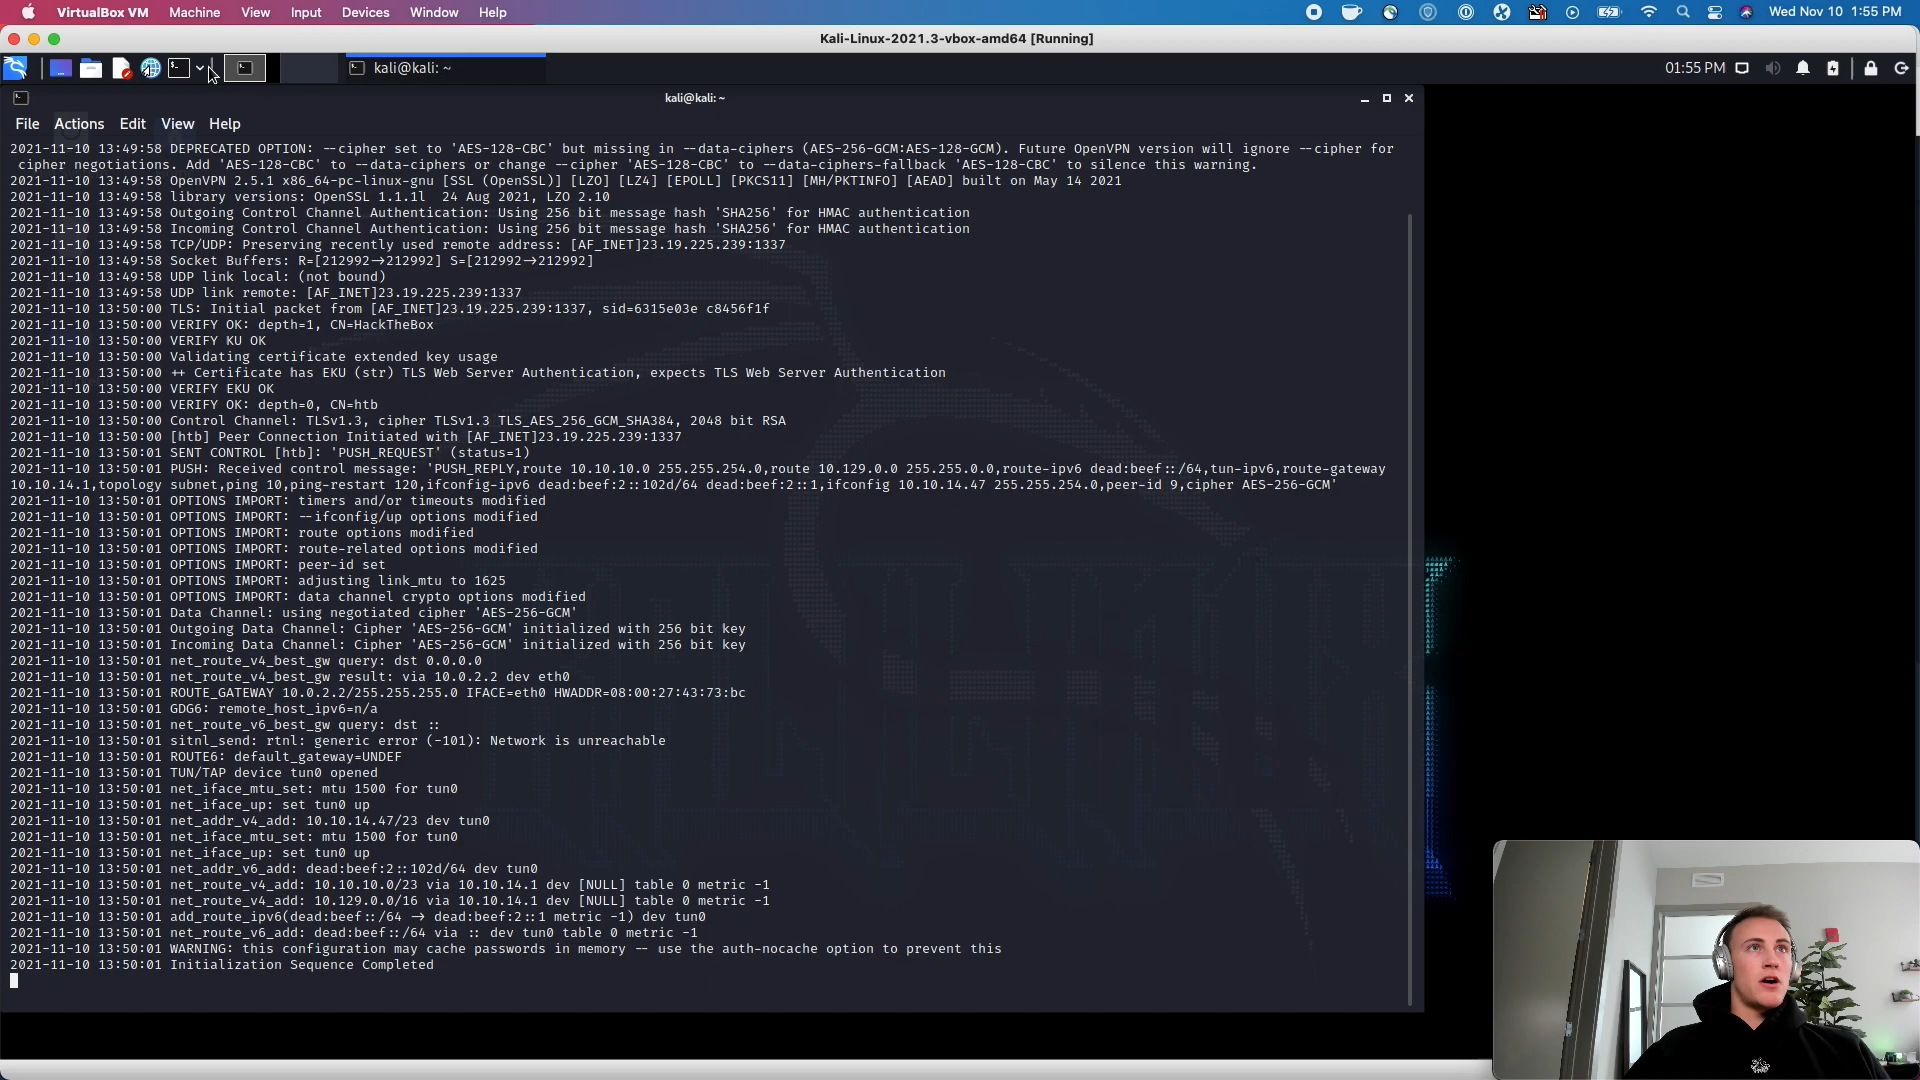 VirtualBox VM Machine View Input Devices Window Help
Wed Nov 10 1:55 PM
Kali-Linux-2021.3-vbox-amd64 [Running]
kali@kali: ~
01:55 PM
kali@kali: ~
File Actions Edit View Help
2021-11-10 13:49:58 DEPRECATED OPTION: --cipher set to 'AES-128-CBC' but missing in --data-ciphers (AES-256-GCM:AES-128-GCM). Future OpenVPN version will ignore --cipher for
cipher negotiations. Add 'AES-128-CBC' to --data-ciphers or change --cipher 'AES-128-CBC' to --data-ciphers-fallback 'AES-128-CBC' to silence this warning.
2021-11-10 13:49:58 OpenVPN 2.5.1 x86_64-pc-linux-gnu [SSL (OpenSSL)] [LZO] [LZ4] [EPOLL] [PKCS11] [MH/PKTINFO] [AEAD] built on May 14 2021
2021-11-10 13:49:58 library versions: OpenSSL 1.1.1l  24 Aug 2021, LZO 2.10
2021-11-10 13:49:58 Outgoing Control Channel Authentication: Using 256 bit message hash 'SHA256' for HMAC authentication
2021-11-10 13:49:58 Incoming Control Channel Authentication: Using 256 bit message hash 'SHA256' for HMAC authentication
2021-11-10 13:49:58 TCP/UDP: Preserving recently used remote address: [AF_INET]23.19.225.239:1337
2021-11-10 13:49:58 Socket Buffers: R=[212992→212992] S=[212992→212992]
2021-11-10 13:49:58 UDP link local: (not bound)
2021-11-10 13:49:58 UDP link remote: [AF_INET]23.19.225.239:1337
2021-11-10 13:50:00 TLS: Initial packet from [AF_INET]23.19.225.239:1337, sid=6315e03e c8456f1f
2021-11-10 13:50:00 VERIFY OK: depth=1, CN=HackTheBox
2021-11-10 13:50:00 VERIFY KU OK
2021-11-10 13:50:00 Validating certificate extended key usage
2021-11-10 13:50:00 ++ Certificate has EKU (str) TLS Web Server Authentication, expects TLS Web Server Authentication
2021-11-10 13:50:00 VERIFY EKU OK
2021-11-10 13:50:00 VERIFY OK: depth=0, CN=htb
2021-11-10 13:50:00 Control Channel: TLSv1.3, cipher TLSv1.3 TLS_AES_256_GCM_SHA384, 2048 bit RSA
2021-11-10 13:50:00 [htb] Peer Connection Initiated with [AF_INET]23.19.225.239:1337
2021-11-10 13:50:01 SENT CONTROL [htb]: 'PUSH_REQUEST' (status=1)
2021-11-10 13:50:01 PUSH: Received control message: 'PUSH_REPLY,route 10.10.10.0 255.255.254.0,route 10.129.0.0 255.255.0.0,route-ipv6 dead:beef::/64,tun-ipv6,route-gateway
10.10.14.1,topology subnet,ping 10,ping-restart 120,ifconfig-ipv6 dead:beef:2::102d/64 dead:beef:2::1,ifconfig 10.10.14.47 255.255.254.0,peer-id 9,cipher AES-256-GCM'
2021-11-10 13:50:01 OPTIONS IMPORT: timers and/or timeouts modified
2021-11-10 13:50:01 OPTIONS IMPORT: --ifconfig/up options modified
2021-11-10 13:50:01 OPTIONS IMPORT: route options modified
2021-11-10 13:50:01 OPTIONS IMPORT: route-related options modified
2021-11-10 13:50:01 OPTIONS IMPORT: peer-id set
2021-11-10 13:50:01 OPTIONS IMPORT: adjusting link_mtu to 1625
2021-11-10 13:50:01 OPTIONS IMPORT: data channel crypto options modified
2021-11-10 13:50:01 Data Channel: using negotiated cipher 'AES-256-GCM'
2021-11-10 13:50:01 Outgoing Data Channel: Cipher 'AES-256-GCM' initialized with 256 bit key
2021-11-10 13:50:01 Incoming Data Channel: Cipher 'AES-256-GCM' initialized with 256 bit key
2021-11-10 13:50:01 net_route_v4_best_gw query: dst 0.0.0.0
2021-11-10 13:50:01 net_route_v4_best_gw result: via 10.0.2.2 dev eth0
2021-11-10 13:50:01 ROUTE_GATEWAY 10.0.2.2/255.255.255.0 IFACE=eth0 HWADDR=08:00:27:43:73:bc
2021-11-10 13:50:01 GDG6: remote_host_ipv6=n/a
2021-11-10 13:50:01 net_route_v6_best_gw query: dst ::
2021-11-10 13:50:01 sitnl_send: rtnl: generic error (-101): Network is unreachable
2021-11-10 13:50:01 ROUTE6: default_gateway=UNDEF
2021-11-10 13:50:01 TUN/TAP device tun0 opened
2021-11-10 13:50:01 net_iface_mtu_set: mtu 1500 for tun0
2021-11-10 13:50:01 net_iface_up: set tun0 up
2021-11-10 13:50:01 net_addr_v4_add: 10.10.14.47/23 dev tun0
2021-11-10 13:50:01 net_iface_mtu_set: mtu 1500 for tun0
2021-11-10 13:50:01 net_iface_up: set tun0 up
2021-11-10 13:50:01 net_addr_v6_add: dead:beef:2::102d/64 dev tun0
2021-11-10 13:50:01 net_route_v4_add: 10.10.10.0/23 via 10.10.14.1 dev [NULL] table 0 metric -1
2021-11-10 13:50:01 net_route_v4_add: 10.129.0.0/16 via 10.10.14.1 dev [NULL] table 0 metric -1
2021-11-10 13:50:01 add_route_ipv6(dead:beef::/64 → dead:beef:2::1 metric -1) dev tun0
2021-11-10 13:50:01 net_route_v6_add: dead:beef::/64 via :: dev tun0 table 0 metric -1
2021-11-10 13:50:01 WARNING: this configuration may cache passwords in memory -- use the auth-nocache option to prevent this
2021-11-10 13:50:01 Initialization Sequence Completed